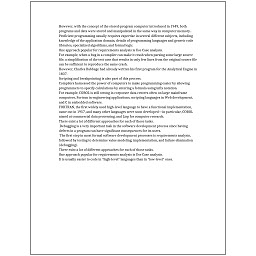 However, with the concept of the stored-program computer introduced in 1949, both
programs and data were stored and manipulated in the same way in computer memory.
Proficient programming usually requires expertise in several different subjects, including
knowledge of the application domain, details of programming languages and generic code
libraries, specialized algorithms, and formal logic.
One approach popular for requirements analysis is Use Case analysis.
For example, when a bug in a compiler can make it crash when parsing some large source
file, a simplification of the test case that results in only few lines from the original source file
can be sufficient to reproduce the same crash.
However, Charles Babbage had already written his first program for the Analytical Engine in
1837.
Scripting and breakpointing is also part of this process.
Compilers harnessed the power of computers to make programming easier by allowing
programmers to specify calculations by entering a formula using infix notation.
For example, COBOL is still strong in corporate data centers often on large mainframe
computers, Fortran in engineering applications, scripting languages in Web development,
and C in embedded software.
FORTRAN, the first widely used high-level language to have a functional implementation,
came out in 1957, and many other languages were soon developed—in particular, COBOL
aimed at commercial data processing, and Lisp for computer research.
There exist a lot of different approaches for each of those tasks.
Debugging is a very important task in the software development process since having
defects in a program can have significant consequences for its users.
The first step in most formal software development processes is requirements analysis,
followed by testing to determine value modeling, implementation, and failure elimination
(debugging).
There exist a lot of different approaches for each of those tasks.
One approach popular for requirements analysis is Use Case analysis.
It is usually easier to code in "high-level" languages than in "low-level" ones.